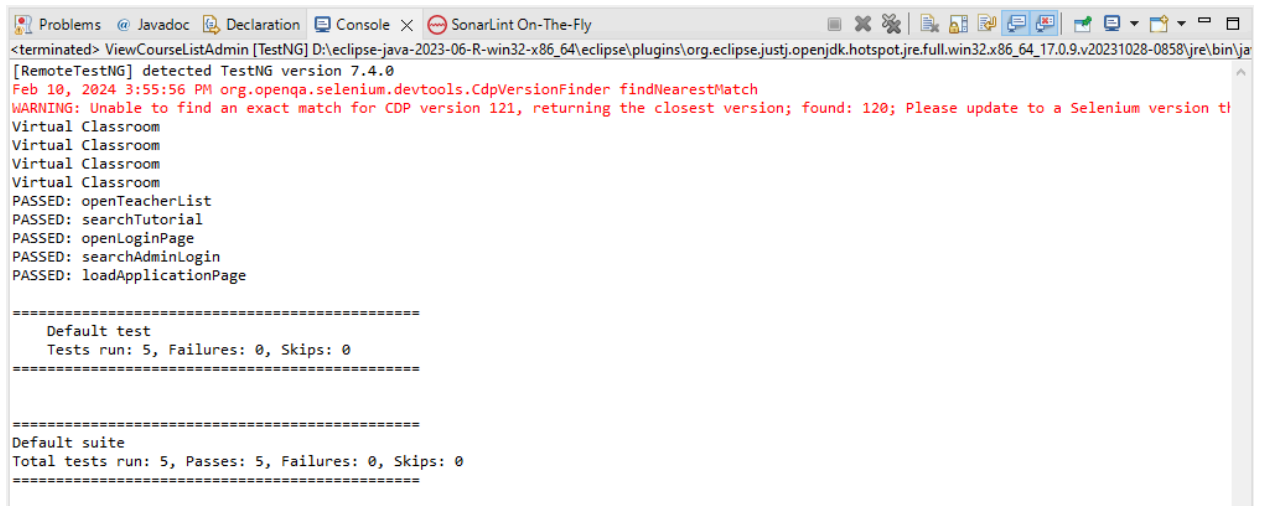 Problems @ Javadoc Declaration Console SonarLint On-The-Fly
<terminated> ViewCourseListAdmin [TestNG] D:\eclipse-java-2023-06-R-win32-x86_64\eclipse\plugins\org.eclipse.justj.openjdk.hotspot.jre.full.win32.x86_64_17.0.9.v20231028-0858\jre\bin\ja
[RemoteTestNG] detected TestNG version 7.4.0
Feb 10, 2024 3:55:56 PM org.openqa.selenium.devtools.CdpVersionFinder findNearestMatch
WARNING: Unable to find an exact match for CDP version 121, returning the closest version; found: 120; Please update to a Selenium version th
Virtual Classroom
Virtual Classroom
Virtual Classroom
Virtual Classroom
PASSED: openTeacherList
PASSED: searchTutorial
PASSED: openLoginPage
PASSED: searchAdminLogin
PASSED: loadApplicationPage
===============================================
Default test
Tests run: 5, Failures: 0, Skips: 0
===============================================
===============================================
Default suite
Total tests run: 5, Passes: 5, Failures: 0, Skips: 0
===============================================